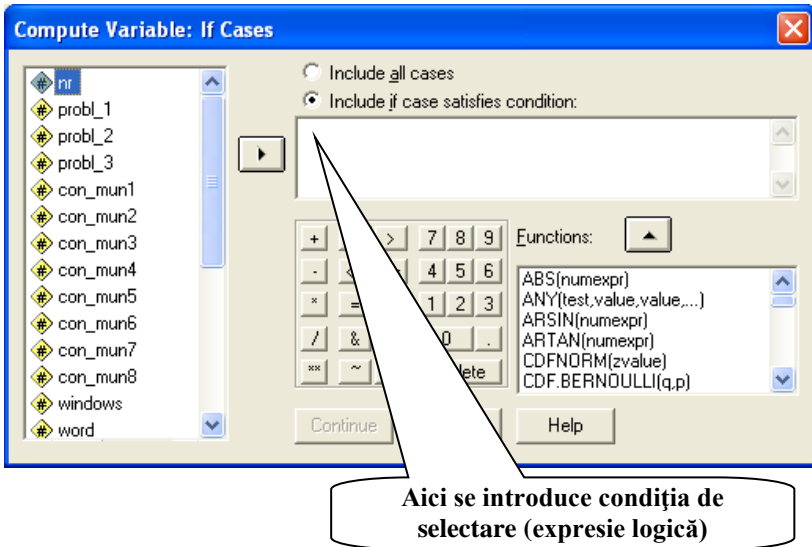 Compute Variable: If Cases
nr
probl_1
probl_2
probl_3
con_mun1
con_mun2
con_mun3
con_mun4
con_mun5
con_mun6
con_mun7
con_mun8
windows
word
Include all cases
Include if case satisfies condition:
+ > 7 8 9
- < 4 5 6
* = 1 2 3
/ & 0 .
** ~
Functions:
ABS(numexpr)
ANY(test,value,value,...)
ARSIN(numexpr)
ARTAN(numexpr)
CDFNORM(zvalue)
CDF.BERNOULLI(q,p)
Continue
Help
Aici se introduce condiţia de
selectare (expresie logică)